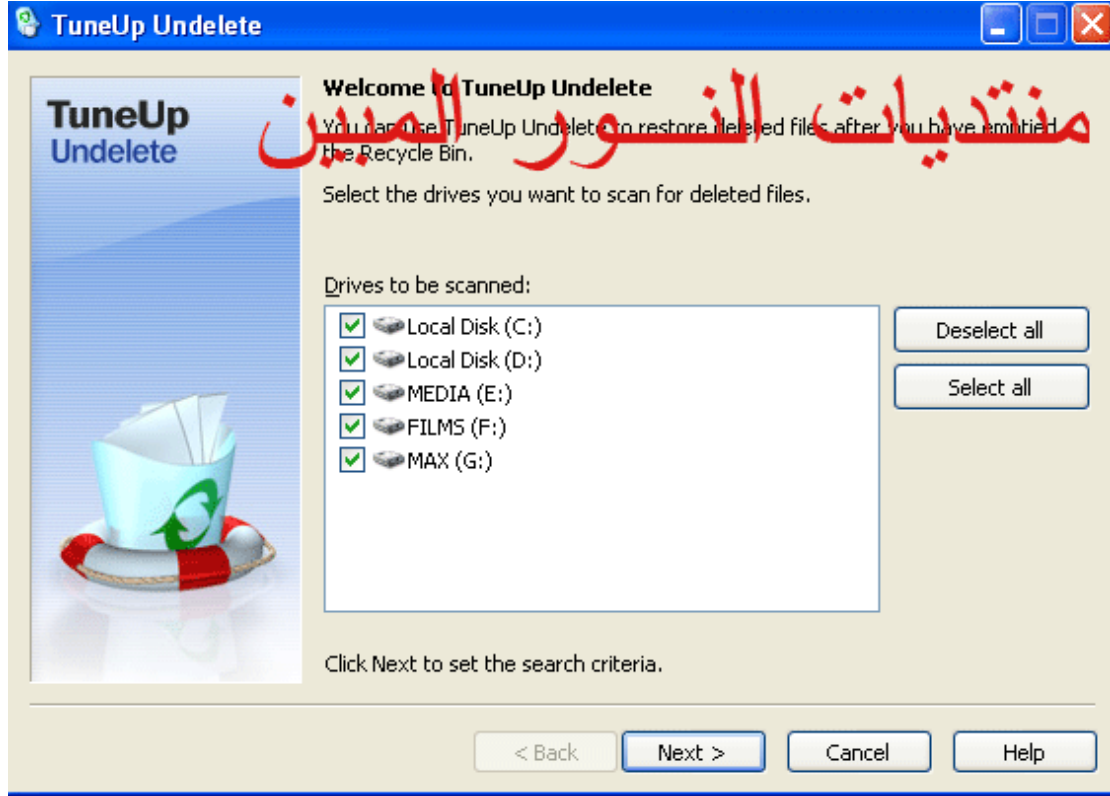 TuneUp Undelete
TuneUp
Undelete
Welcome to TuneUp Undelete
منتديات النــور المبين
You can use TuneUp Undelete to restore deleted files after you have emptied
the Recycle Bin.
Select the drives you want to scan for deleted files.
Drives to be scanned:
Local Disk (C:)
Local Disk (D:)
MEDIA (E:)
FILMS (F:)
MAX (G:)
Deselect all
Select all
Click Next to set the search criteria.
< Back
Next >
Cancel
Help